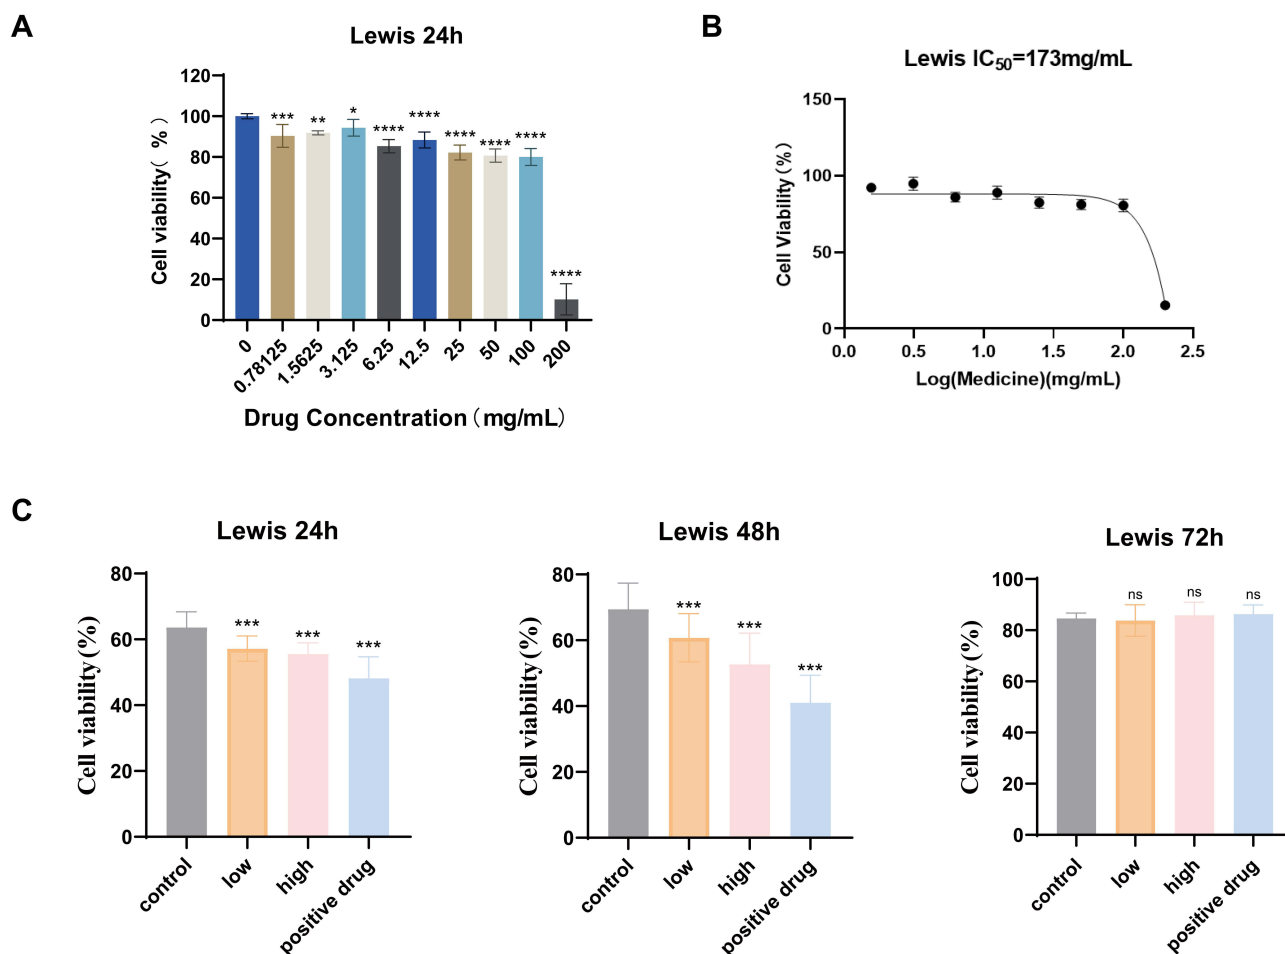 A
Lewis 24h
Cell viability( %)
120
100
80
60
40
20
0
***
**
*
****
****
****
****
****
****
0
0.78125
1.5625
3.125
6.25
12.5
25
50
100
200
Drug Concentration (mg/mL)
B
Lewis IC50=173mg/mL
Cell Viability (%)
150
100
50
0
0.0
0.5
1.0
1.5
2.0
2.5
Log(Medicine)(mg/mL)
C
Lewis 24h
Cell viability (%)
80
60
40
20
0
***
***
***
control
low
high
positive drug
Lewis 48h
Cell viability (%)
80
60
40
20
0
***
***
***
control
low
high
positive drug
Lewis 72h
Cell viability (%)
100
80
60
40
20
0
ns
ns
ns
control
low
high
positive drug